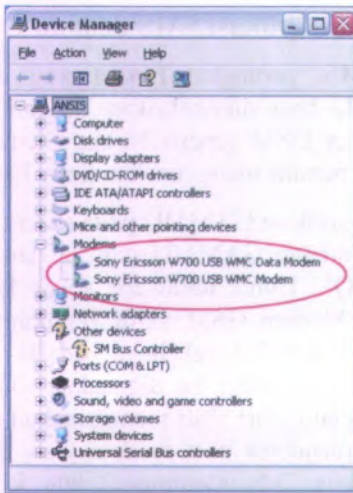 Device Manager
File Action View Help
ANSIS
Computer
Disk drives
Display adapters
DVD/CD-ROM drives
IDE ATA/ATAPI controllers
Keyboards
Mice and other pointing devices
Modems
Sony Ericsson W700 USB WMC Data Modem
Sony Ericsson W700 USB WMC Modem
Monitors
Network adapters
Other devices
SM Bus Controller
Ports (COM & LPT)
Processors
Sound, video and game controllers
Storage volumes
System devices
Universal Serial Bus controllers